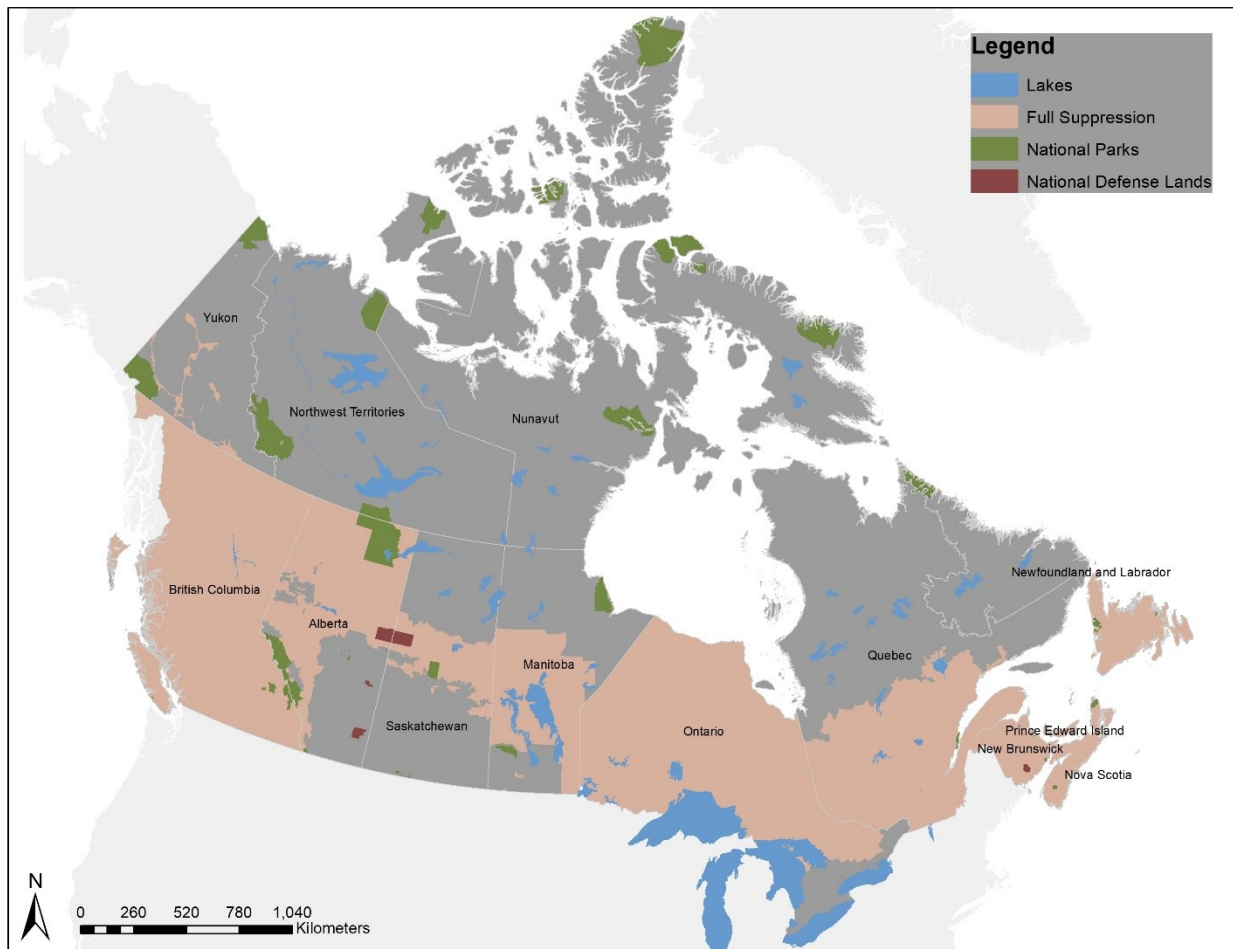 Legend
Lakes
Full Suppression
National Parks
National Defense Lands
Yukon
Northwest Territories
Nunavut
British Columbia
Alberta
Manitoba
Saskatchewan
Ontario
Quebec
Newfoundland and Labrador
Prince Edward Island
New Brunswick
Nova Scotia
N
0 260 520 780 1,040
Kilometers